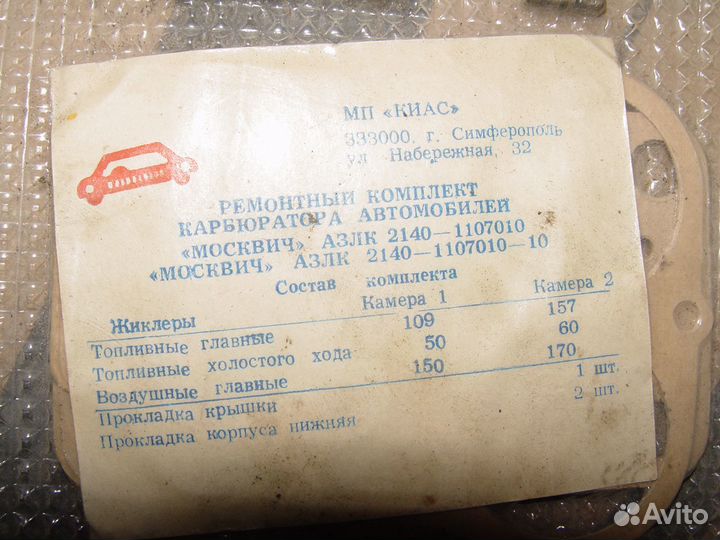 МП «КИАС»
333000, г. Симферополь
ул Набережная, 32
РЕМОНТНЫЙ КОМПЛЕКТ
КАРБЮРАТОРА АВТОМОБИЛЕЙ
«МОСКВИЧ» АЗЛК 2140—1107010
«МОСКВИЧ» АЗЛК 2140—1107010—10
Состав комплекта
Жиклеры Камера 1 Камера 2
Топливные главные 109 157
Топливные холостого хода 50 60
Воздушные главные 150 170
Прокладка крышки 1 шт.
Прокладка корпуса нижняя 2 шт.
Avito